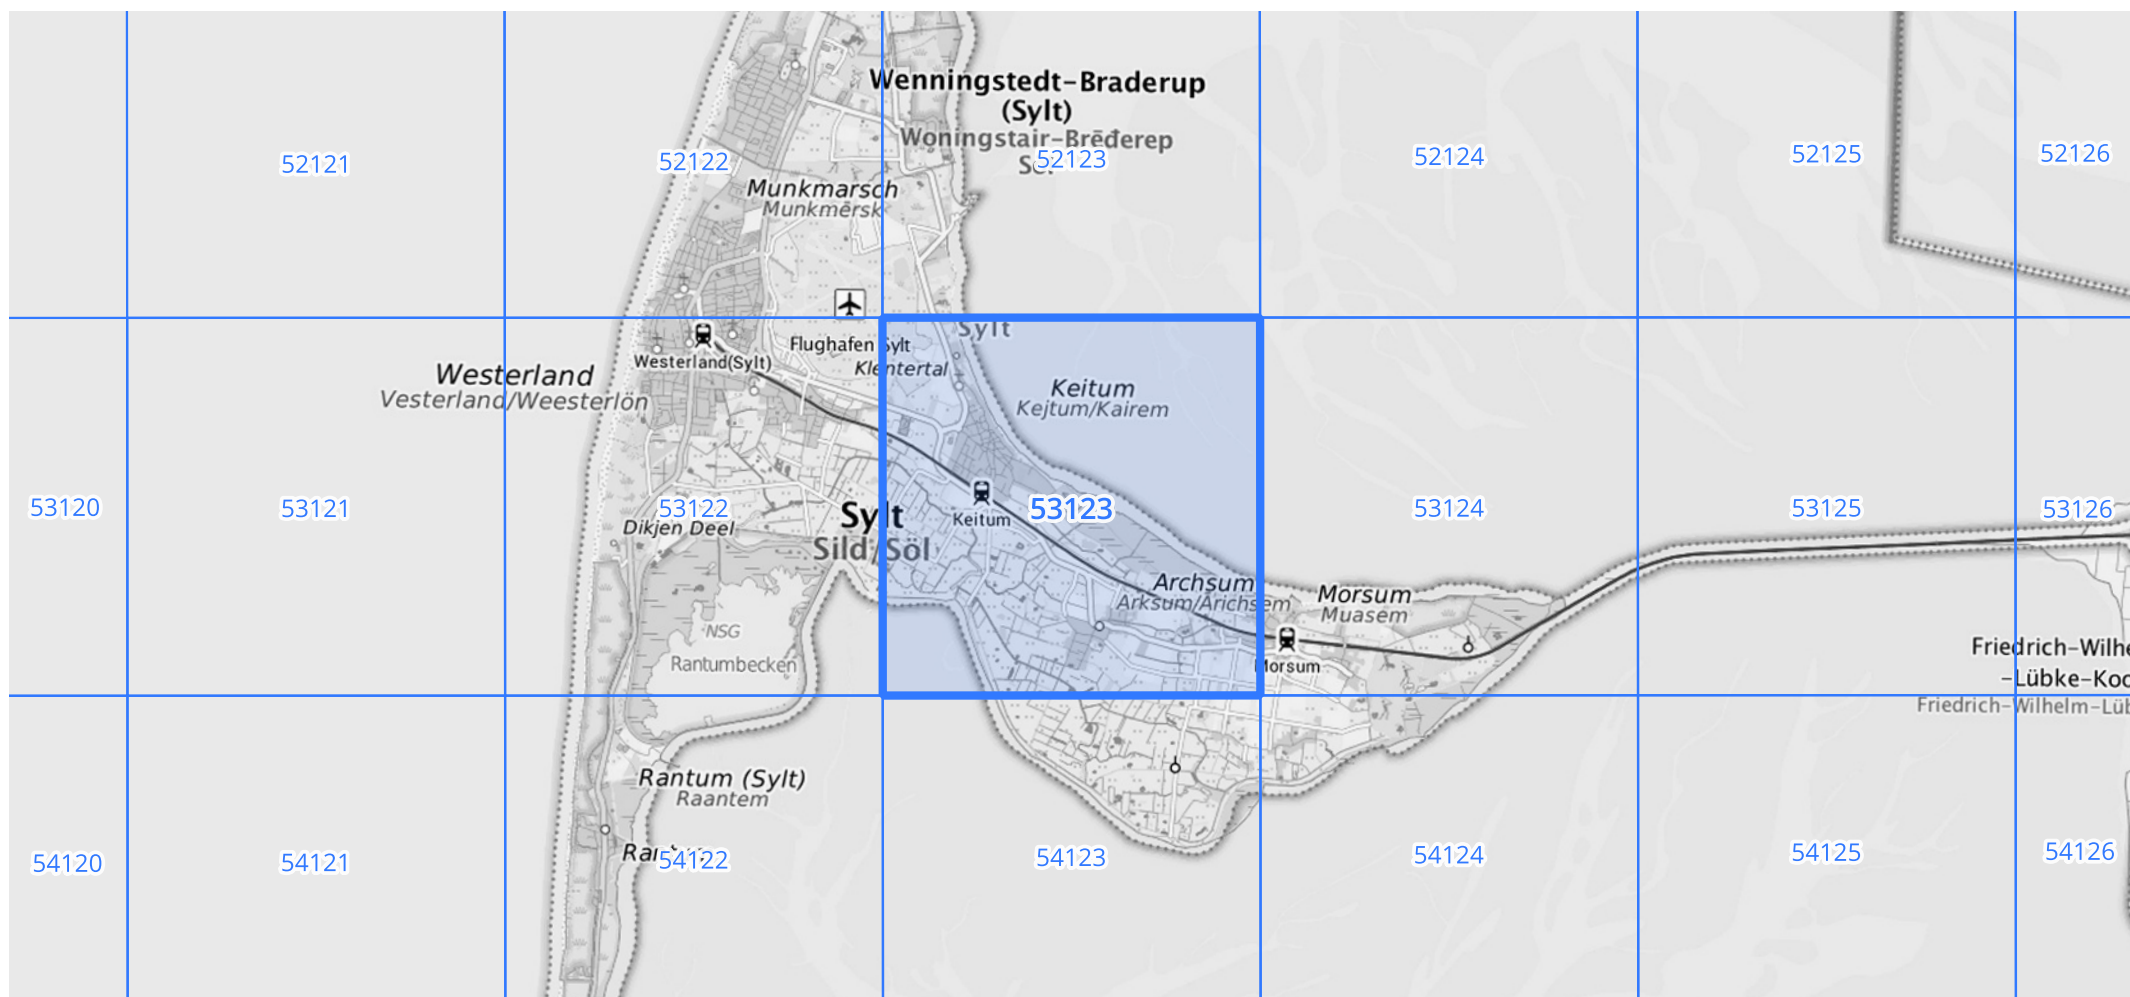 Wenningstedt-Braderup
(Sylt)
Woningstair-Brēđerep
52121
52122
52123
52124
52125
52126
Munkmarsch
Munkmērsk
Sylt
Westerland(Sylt)
Flughafen Sylt
Klentertal
Westerland
Vesterland/Weesterlön
Keitum
Kejtum/Kairem
53120
53121
53122
53123
53124
53125
53126
Keitum
Dikjen Deel
Sylt
Sild/Söl
Archsum
Arksum/Arichsem
Morsum
Muasem
NSG
Rantumbecken
Morsum
Friedrich-Wilhe
-Lübke-Koo
Friedrich-Wilhelm-Lüb
Rantum (Sylt)
Raantem
54120
54121
54122
54123
54124
54125
54126